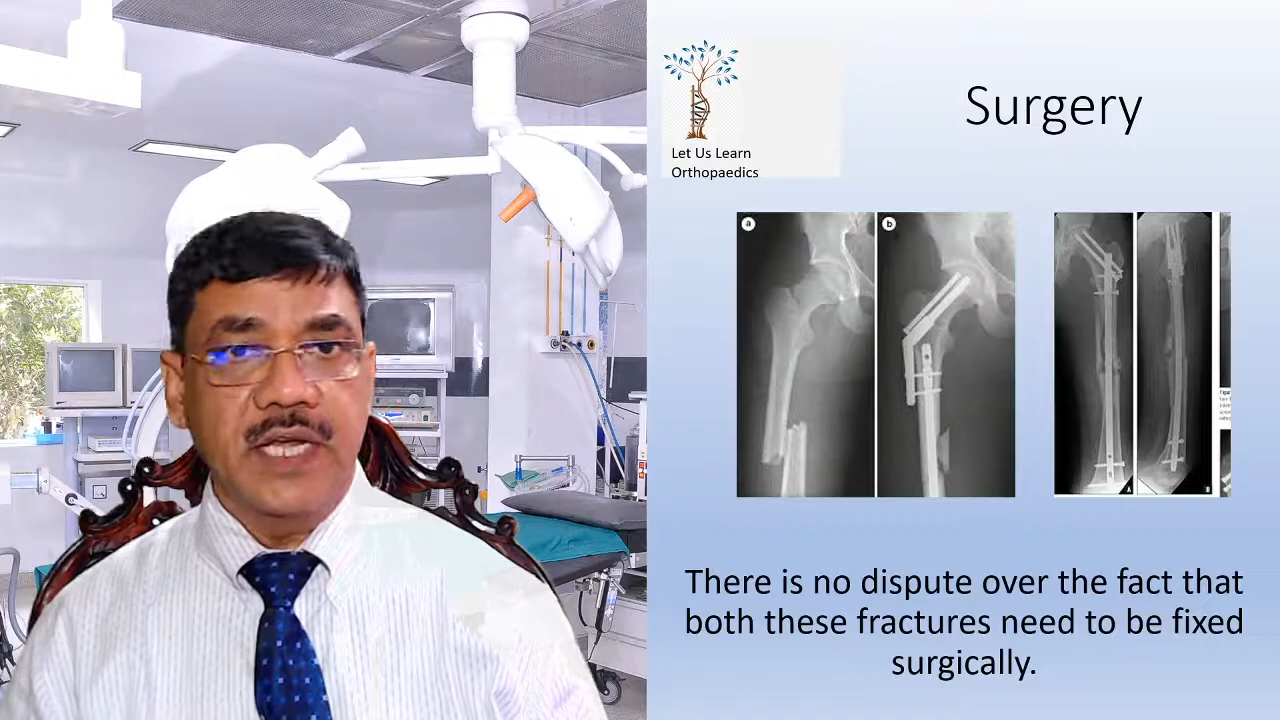 Let Us Learn
Orthopaedics
Surgery
a
b
A
B
There is no dispute over the fact that
both these fractures need to be fixed
surgically.